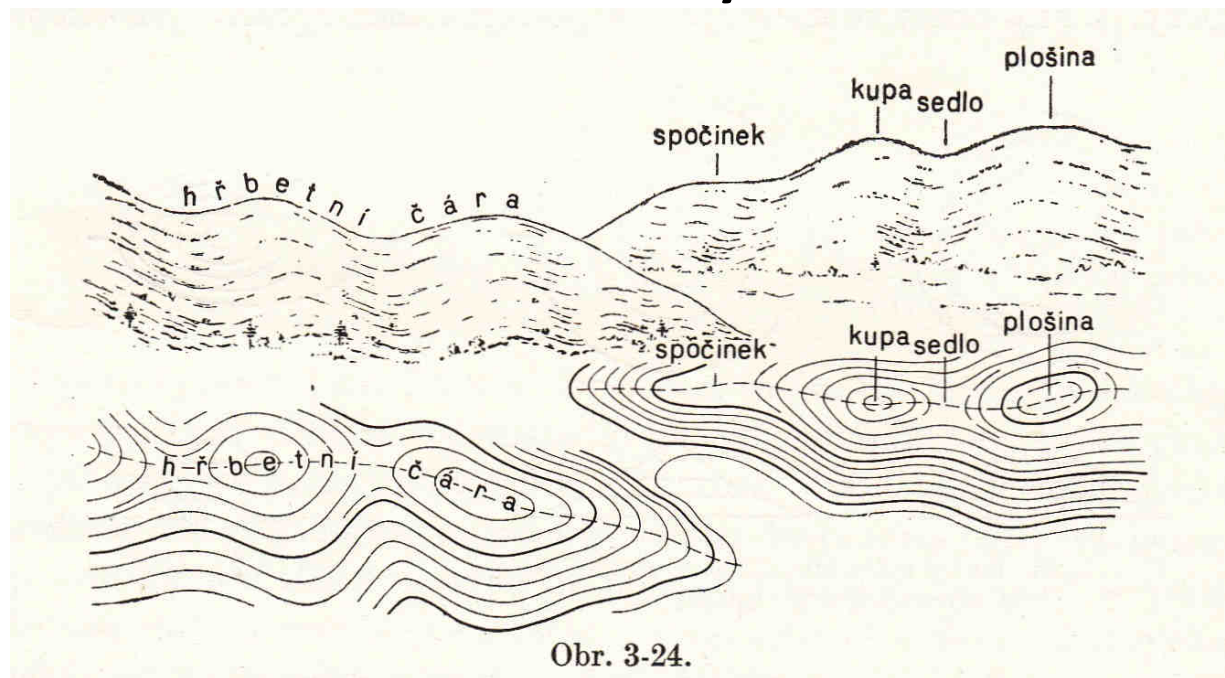 plošina
kupa sedlo
spočinek
hřbetní čára
plošina
kupa sedlo
spočinek
hřbetní čára
Obr. 3-24.